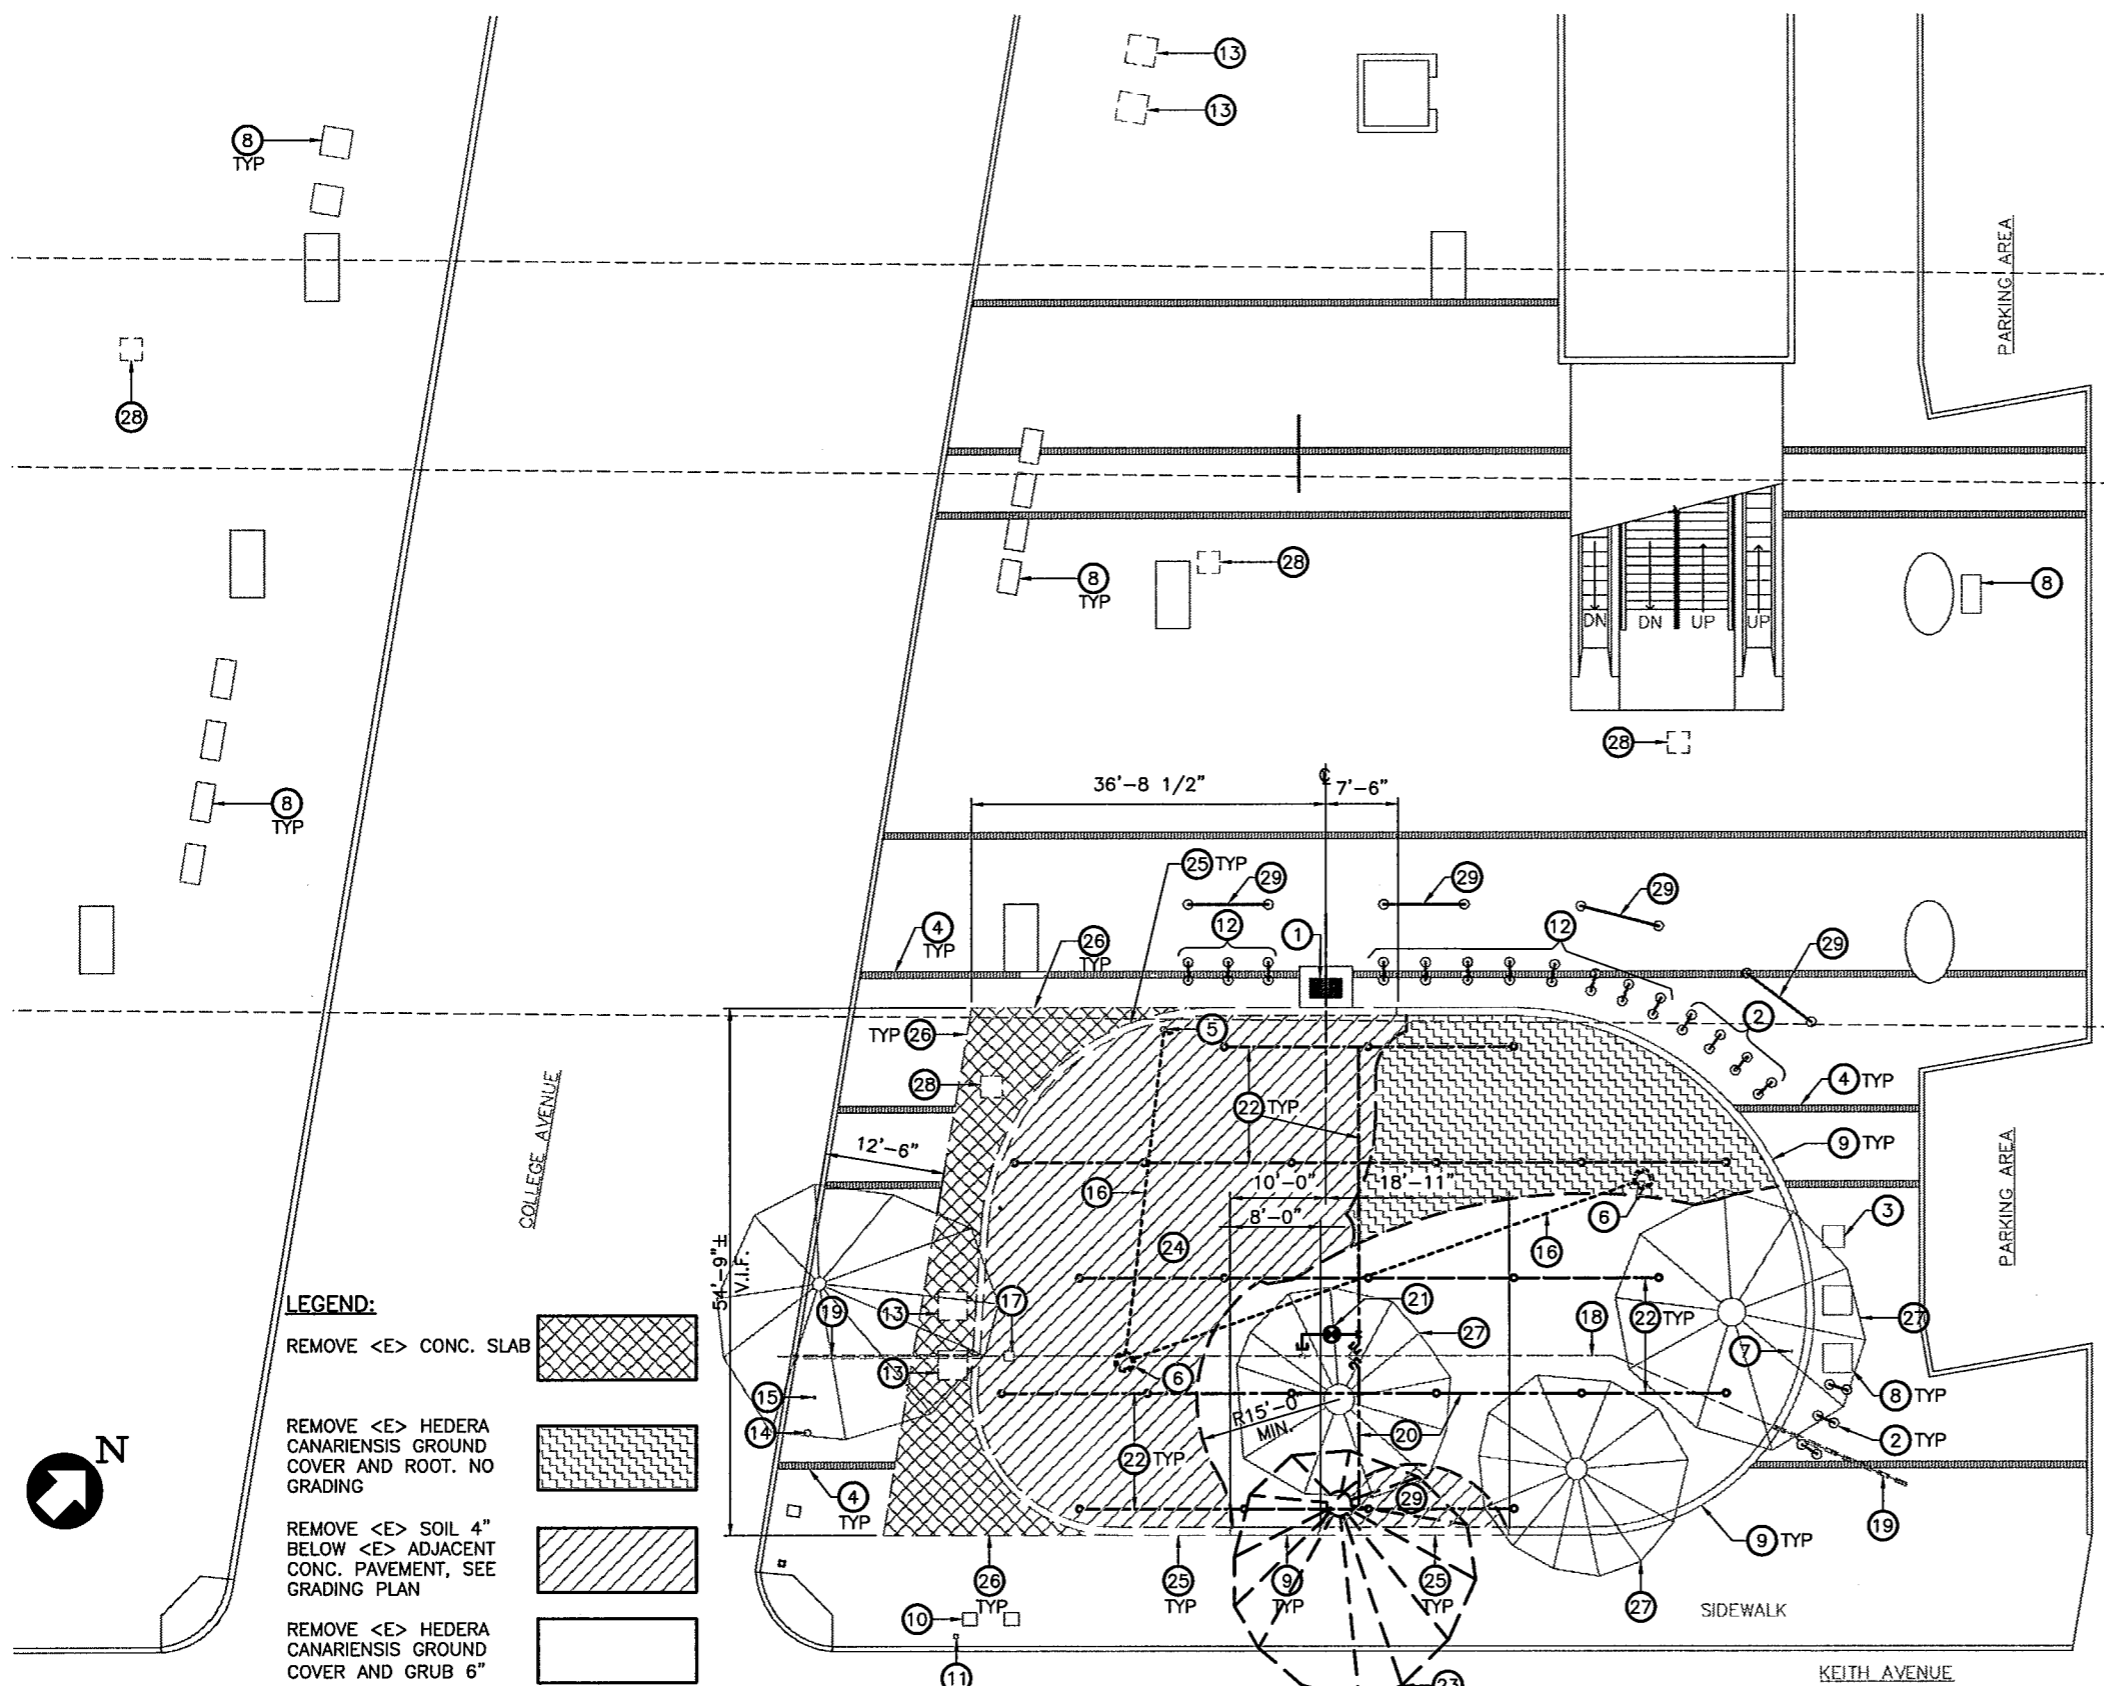 13
13
8
TYP
PARKING AREA
28
28
8
TYP
8
DN
DN
UP
UP
28
8
TYP
36'-8 1/2"
℄
7'-6"
25 TYP
29
29
29
4
TYP
26
TYP
12
1
12
29
TYP 26
5
2
28
22 TYP
4 TYP
COLLEGE AVENUE
12'-6"
9 TYP
PARKING AREA
16
10'-0"
18'-11"
8'-0"
6
3
24
16
54'-9"±
V.I.F.
19
13
17
21
27
18
22 TYP
27
7
13
6
15
14
R15'-0"
MIN.
20
8 TYP
2 TYP
22 TYP
29
4
TYP
19
9 TYP
26
TYP
25
TYP
9
TYP
25
TYP
27
10
11
SIDEWALK
23
KEITH AVENUE
N
LEGEND:
REMOVE <E> CONC. SLAB
REMOVE <E> HEDERA
CANARIENSIS GROUND
COVER AND ROOT. NO
GRADING
REMOVE <E> SOIL 4"
BELOW <E> ADJACENT
CONC. PAVEMENT, SEE
GRADING PLAN
REMOVE <E> HEDERA
CANARIENSIS GROUND
COVER AND GRUB 6"